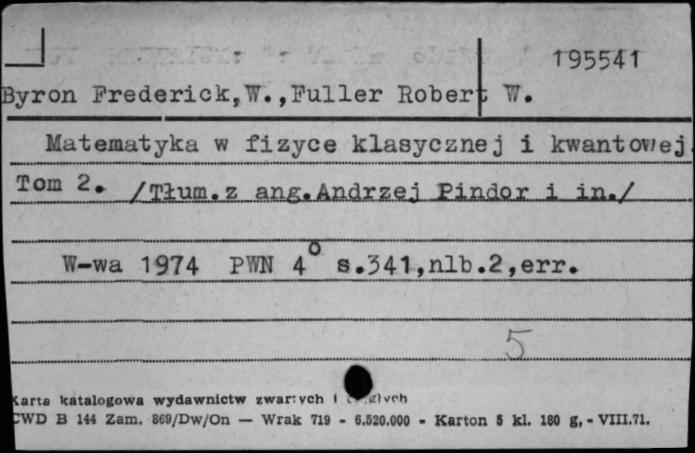 195541
Byron Frederick,W.,Fuller Robert W.
Matematyka w fizyce klasycznej i kwantowej.
Tom 2. /Tłum.z ang.Andrzej Pindor i in./
W-wa 1974 PWN 4° s.341,nlb.2,err.
5
Karta katalogowa wydawnictw zwartych i
CWD B 144 Zam. 869/Dw/On — Wrak 719 - 6.520.000 - Karton 5 kl. 180 g, - VIII.71.